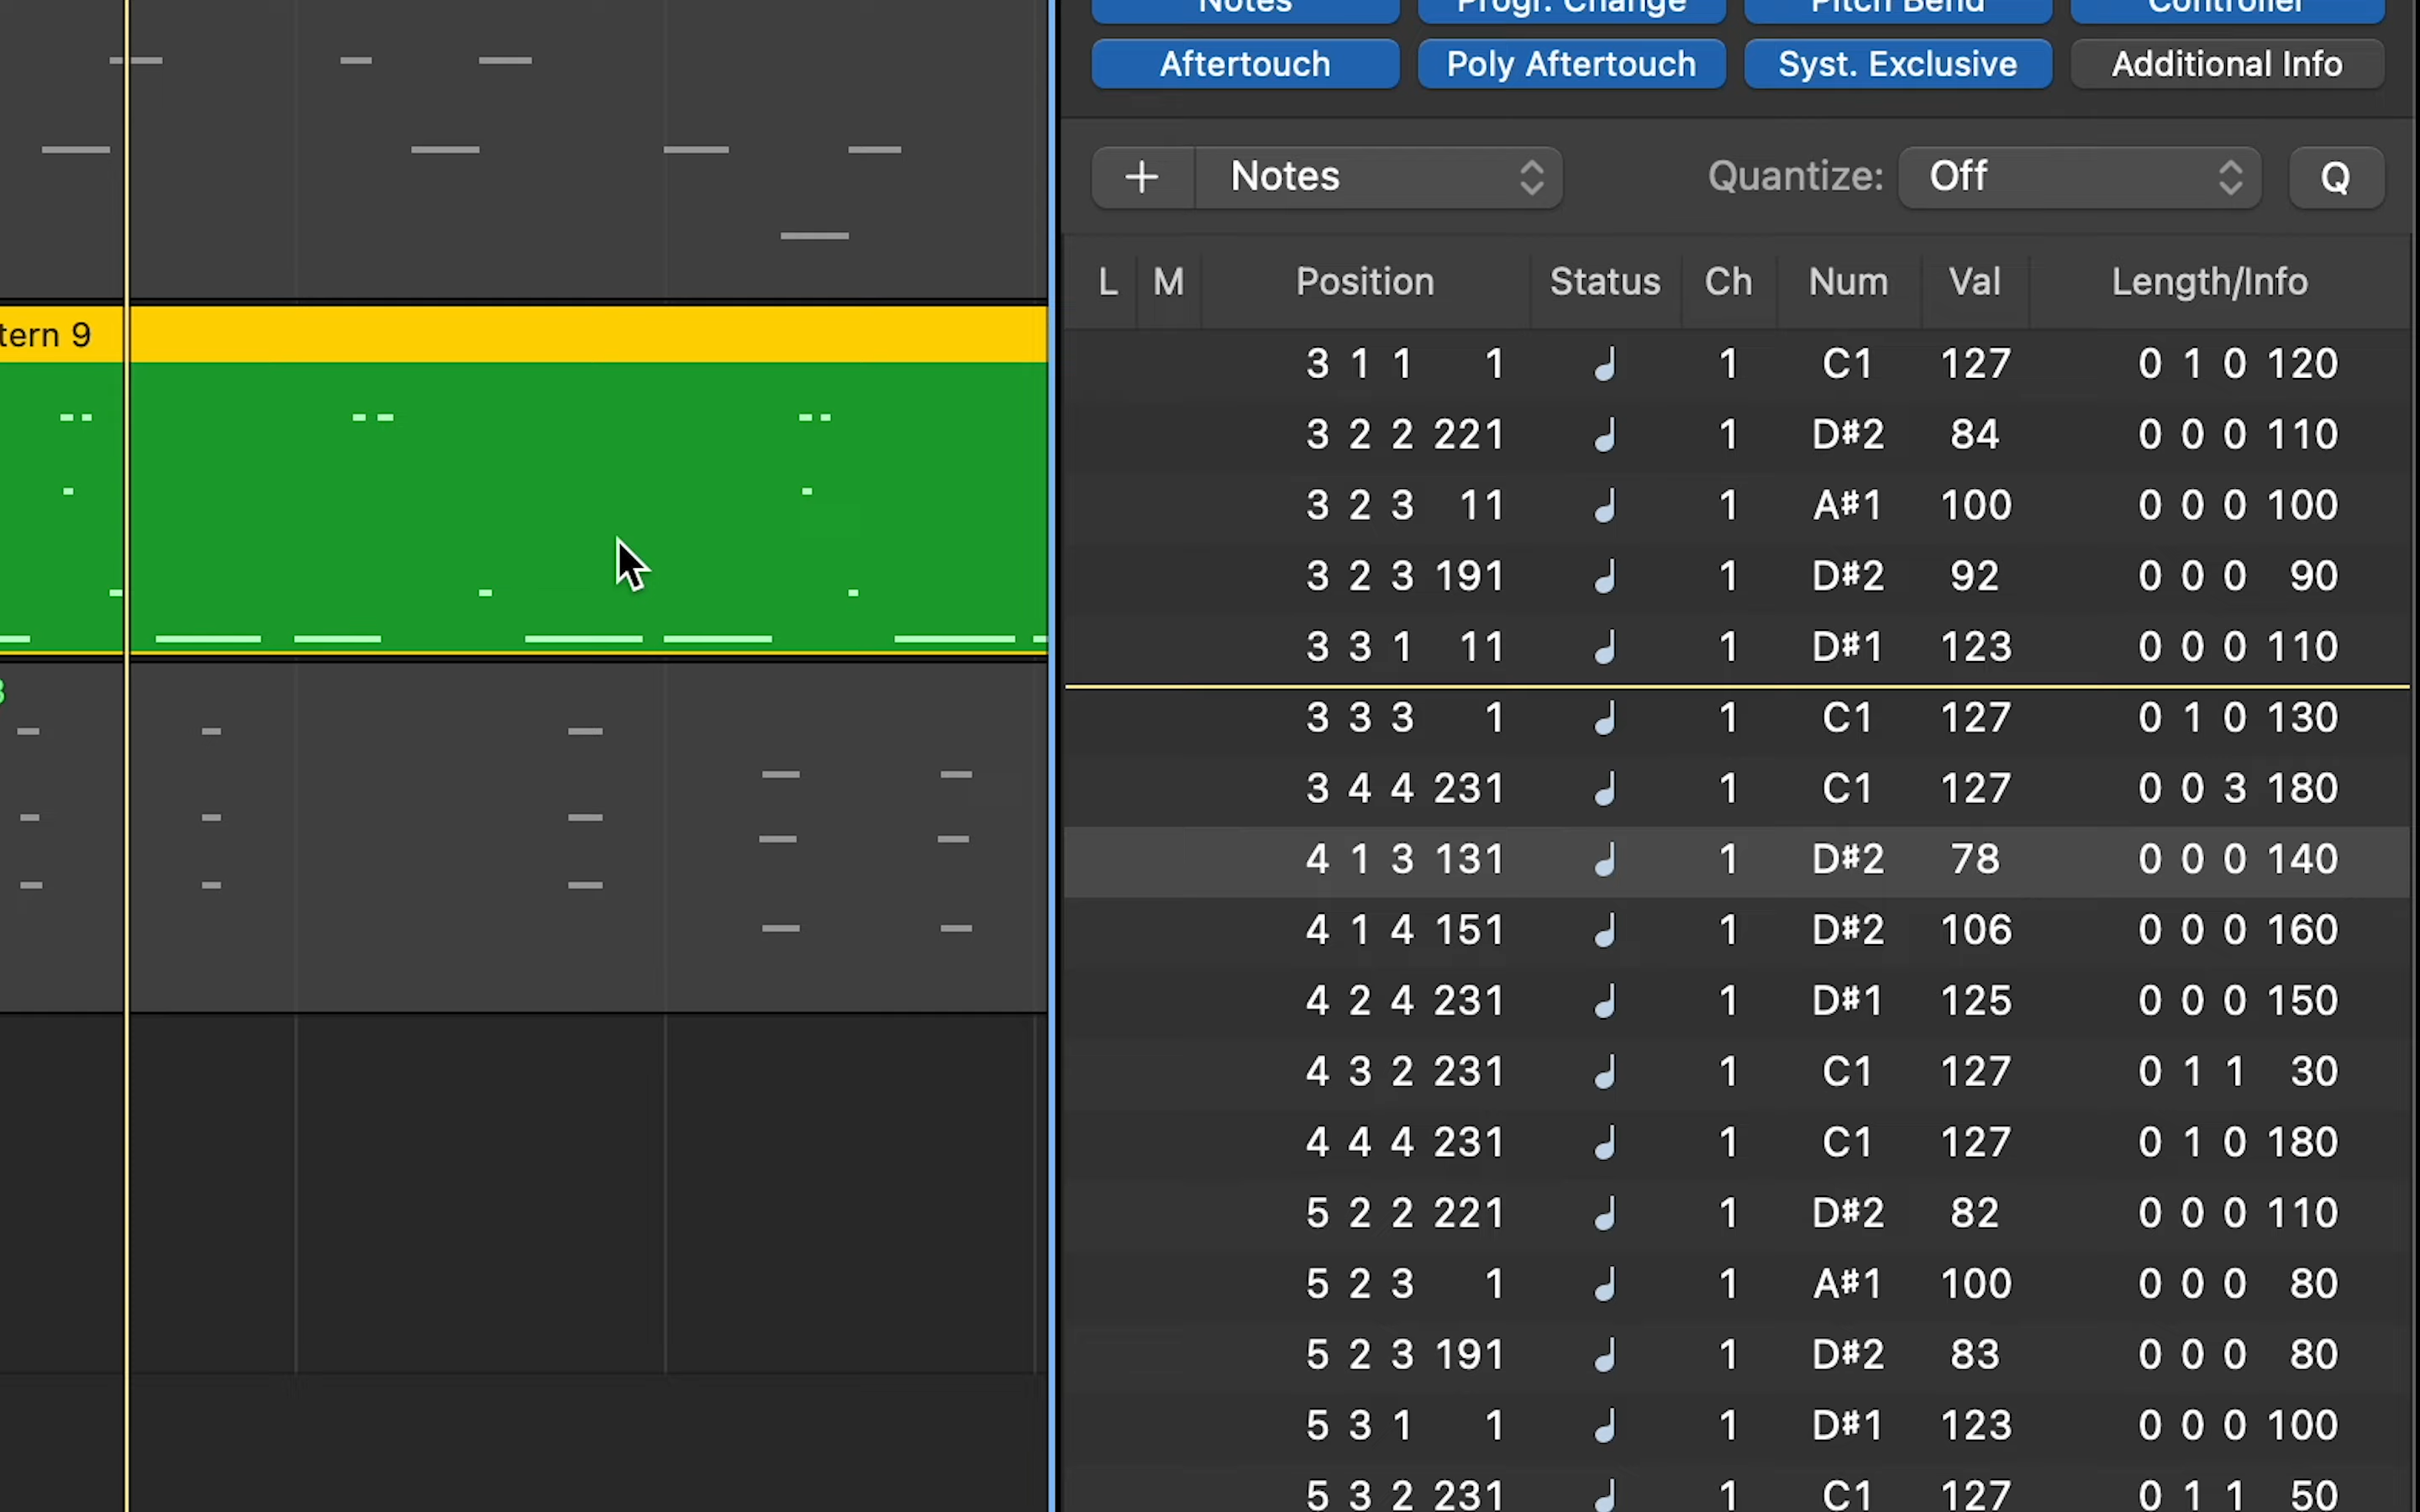 Notes Progr. Change Pitch Bend Controller
Aftertouch Poly Aftertouch Syst. Exclusive Additional Info
+ Notes Quantize: Off Q
L M Position Status Ch Num Val Length/Info
3 1 1 1 1 C1 127 0 1 0 120
3 2 2 221 1 D#2 84 0 0 0 110
3 2 3 11 1 A#1 100 0 0 0 100
3 2 3 191 1 D#2 92 0 0 0 90
3 3 1 11 1 D#1 123 0 0 0 110
3 3 3 1 1 C1 127 0 1 0 130
3 4 4 231 1 C1 127 0 0 3 180
4 1 3 131 1 D#2 78 0 0 0 140
4 1 4 151 1 D#2 106 0 0 0 160
4 2 4 231 1 D#1 125 0 0 0 150
4 3 2 231 1 C1 127 0 1 1 30
4 4 4 231 1 C1 127 0 1 0 180
5 2 2 221 1 D#2 82 0 0 0 110
5 2 3 1 1 A#1 100 0 0 0 80
5 2 3 191 1 D#2 83 0 0 0 80
5 3 1 1 1 D#1 123 0 0 0 100
5 3 2 231 1 C1 127 0 1 1 50
tern 9